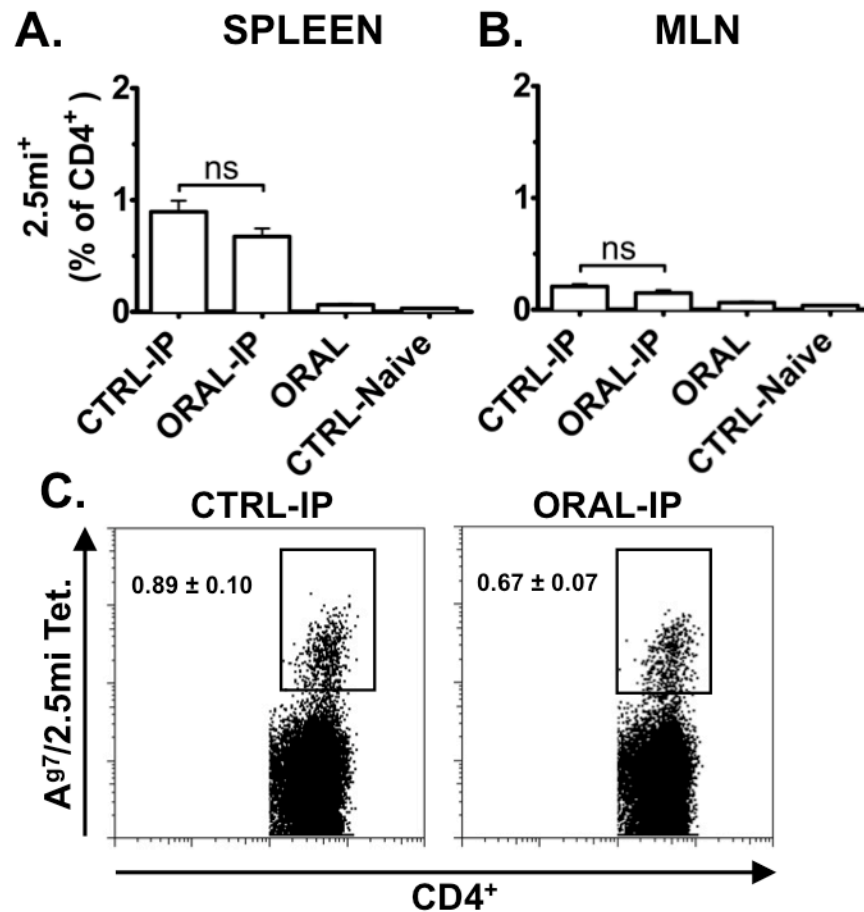 A. SPLEEN
2.5mi⁺
(% of CD4⁺ )
2
1
0
ns
CTRL-IP
ORAL-IP
ORAL
CTRL-Naive
B. MLN
2
1
0
ns
CTRL-IP
ORAL-IP
ORAL
CTRL-Naive
C.
CTRL-IP
ORAL-IP
Aᵍ⁷/2.5mi Tet.
0.89 ± 0.10
0.67 ± 0.07
CD4⁺